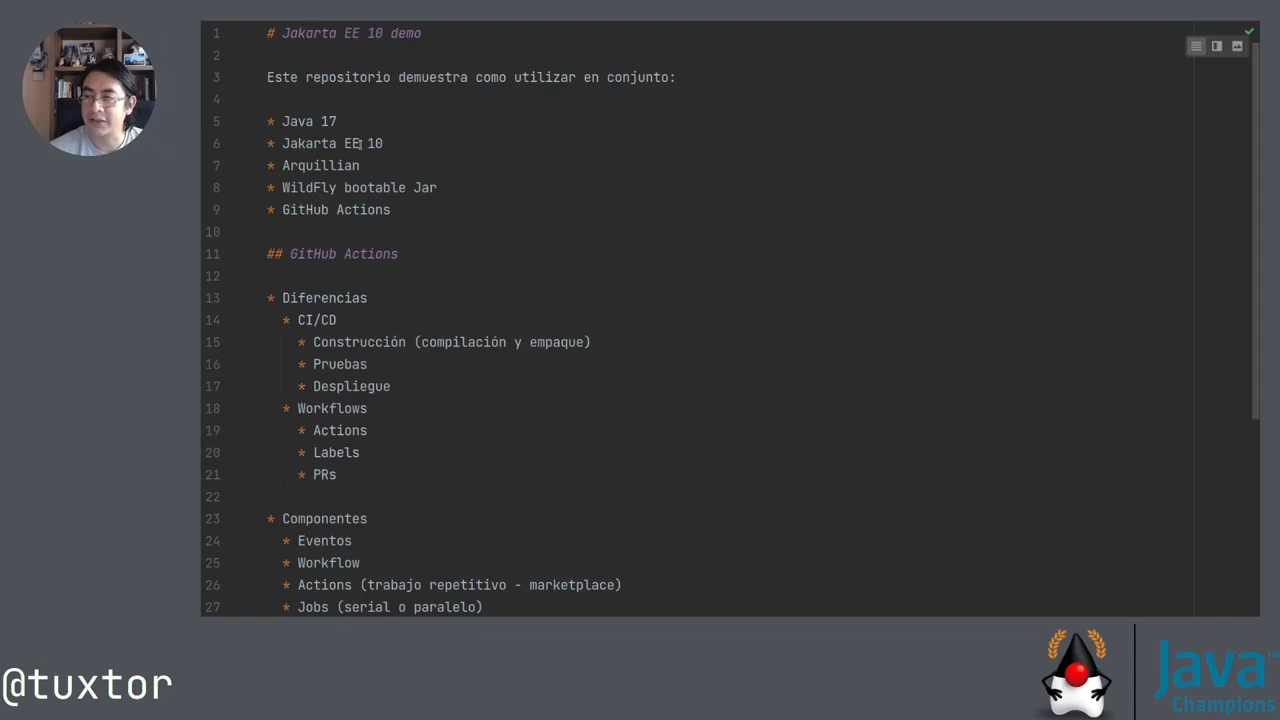 1 # Jakarta EE 10 demo
2
3 Este repositorio demuestra como utilizar en conjunto:
4
5 * Java 17
6 * Jakarta EE 10
7 * Arquillian
8 * WildFly bootable Jar
9 * GitHub Actions
10
11 ## GitHub Actions
12
13 * Diferencias
14 * CI/CD
15 * Construcción (compilación y empaque)
16 * Pruebas
17 * Despliegue
18 * Workflows
19 * Actions
20 * Labels
21 * PRs
22
23 * Componentes
24 * Eventos
25 * Workflow
26 * Actions (trabajo repetitivo - marketplace)
27 * Jobs (serial o paralelo)
@tuxtor
Java™
Champions